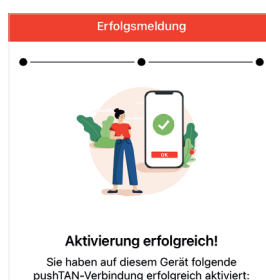 Erfolgsmeldung
OK
Aktivierung erfolgreich!
Sie haben auf diesem Gerät folgende
pushTAN-Verbindung erfolgreich aktiviert: